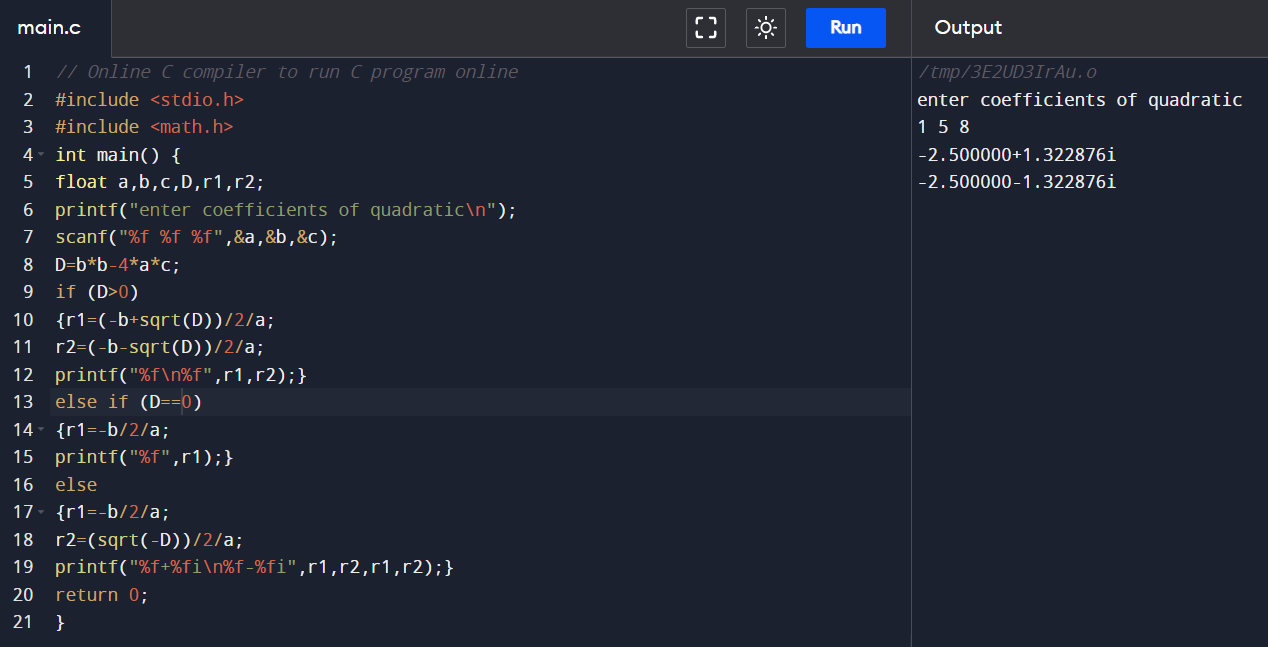 main.c
Run
Output
1 // Online C compiler to run C program online
2 #include <stdio.h>
3 #include <math.h>
4 int main() {
5 float a,b,c,D,r1,r2;
6 printf("enter coefficients of quadratic\n");
7 scanf("%f %f %f",&a,&b,&c);
8 D=b*b-4*a*c;
9 if (D>0)
10 {r1=(-b+sqrt(D))/2/a;
11 r2=(-b-sqrt(D))/2/a;
12 printf("%f\n%f",r1,r2);}
13 else if (D==0)
14 {r1=-b/2/a;
15 printf("%f",r1);}
16 else
17 {r1=-b/2/a;
18 r2=(sqrt(-D))/2/a;
19 printf("%f+%fi\n%f-%fi",r1,r2,r1,r2);}
20 return 0;
21 }
/tmp/3E2UD3IrAu.o
enter coefficients of quadratic
1 5 8
-2.500000+1.322876i
-2.500000-1.322876i